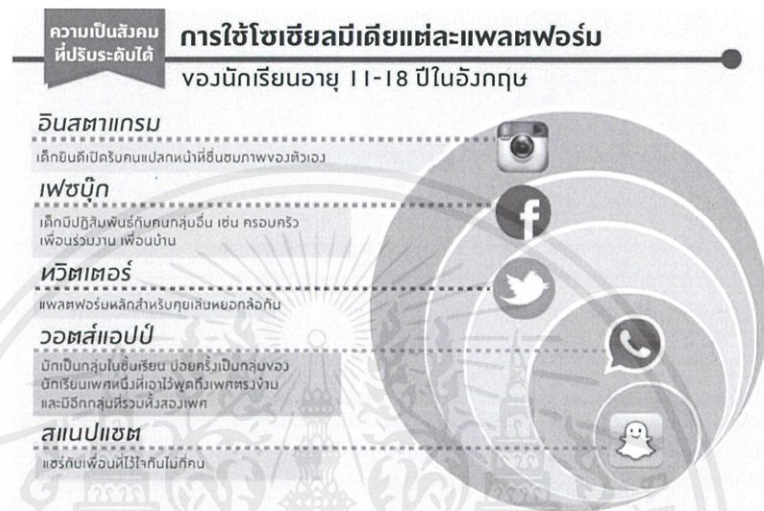 ความเป็นสังคม
ที่ปรับระดับได้
การใช้โซเชียลมีเดียแต่ละแพลตฟอร์ม
ของนักเรียนอายุ 11-18 ปีในอังกฤษ
อินสตาแกรม
เด็กยินดีเปิดรับคนแปลกหน้าที่ชื่นชมภาพของตัวเอง
เฟซบุ๊ก
เด็กมีปฏิสัมพันธ์กับคนกลุ่มอื่น เช่น ครอบครัว
เพื่อนร่วมงาน เพื่อนบ้าน
ทวิตเตอร์
แพลตฟอร์มหลักสำหรับคุยเล่นหยอกล้อกัน
วอตส์แอปป์
มักเป็นกลุ่มในชั้นเรียน บ่อยครั้งเป็นกลุ่มของ
นักเรียนเพศหนึ่งที่เอาไว้พูดถึงเพศตรงข้าม
และมีอีกกลุ่มที่รวมทั้งสองเพศ
สแนปแชต
แชร์กับเพื่อนที่ไว้ใจกันไม่กี่คน